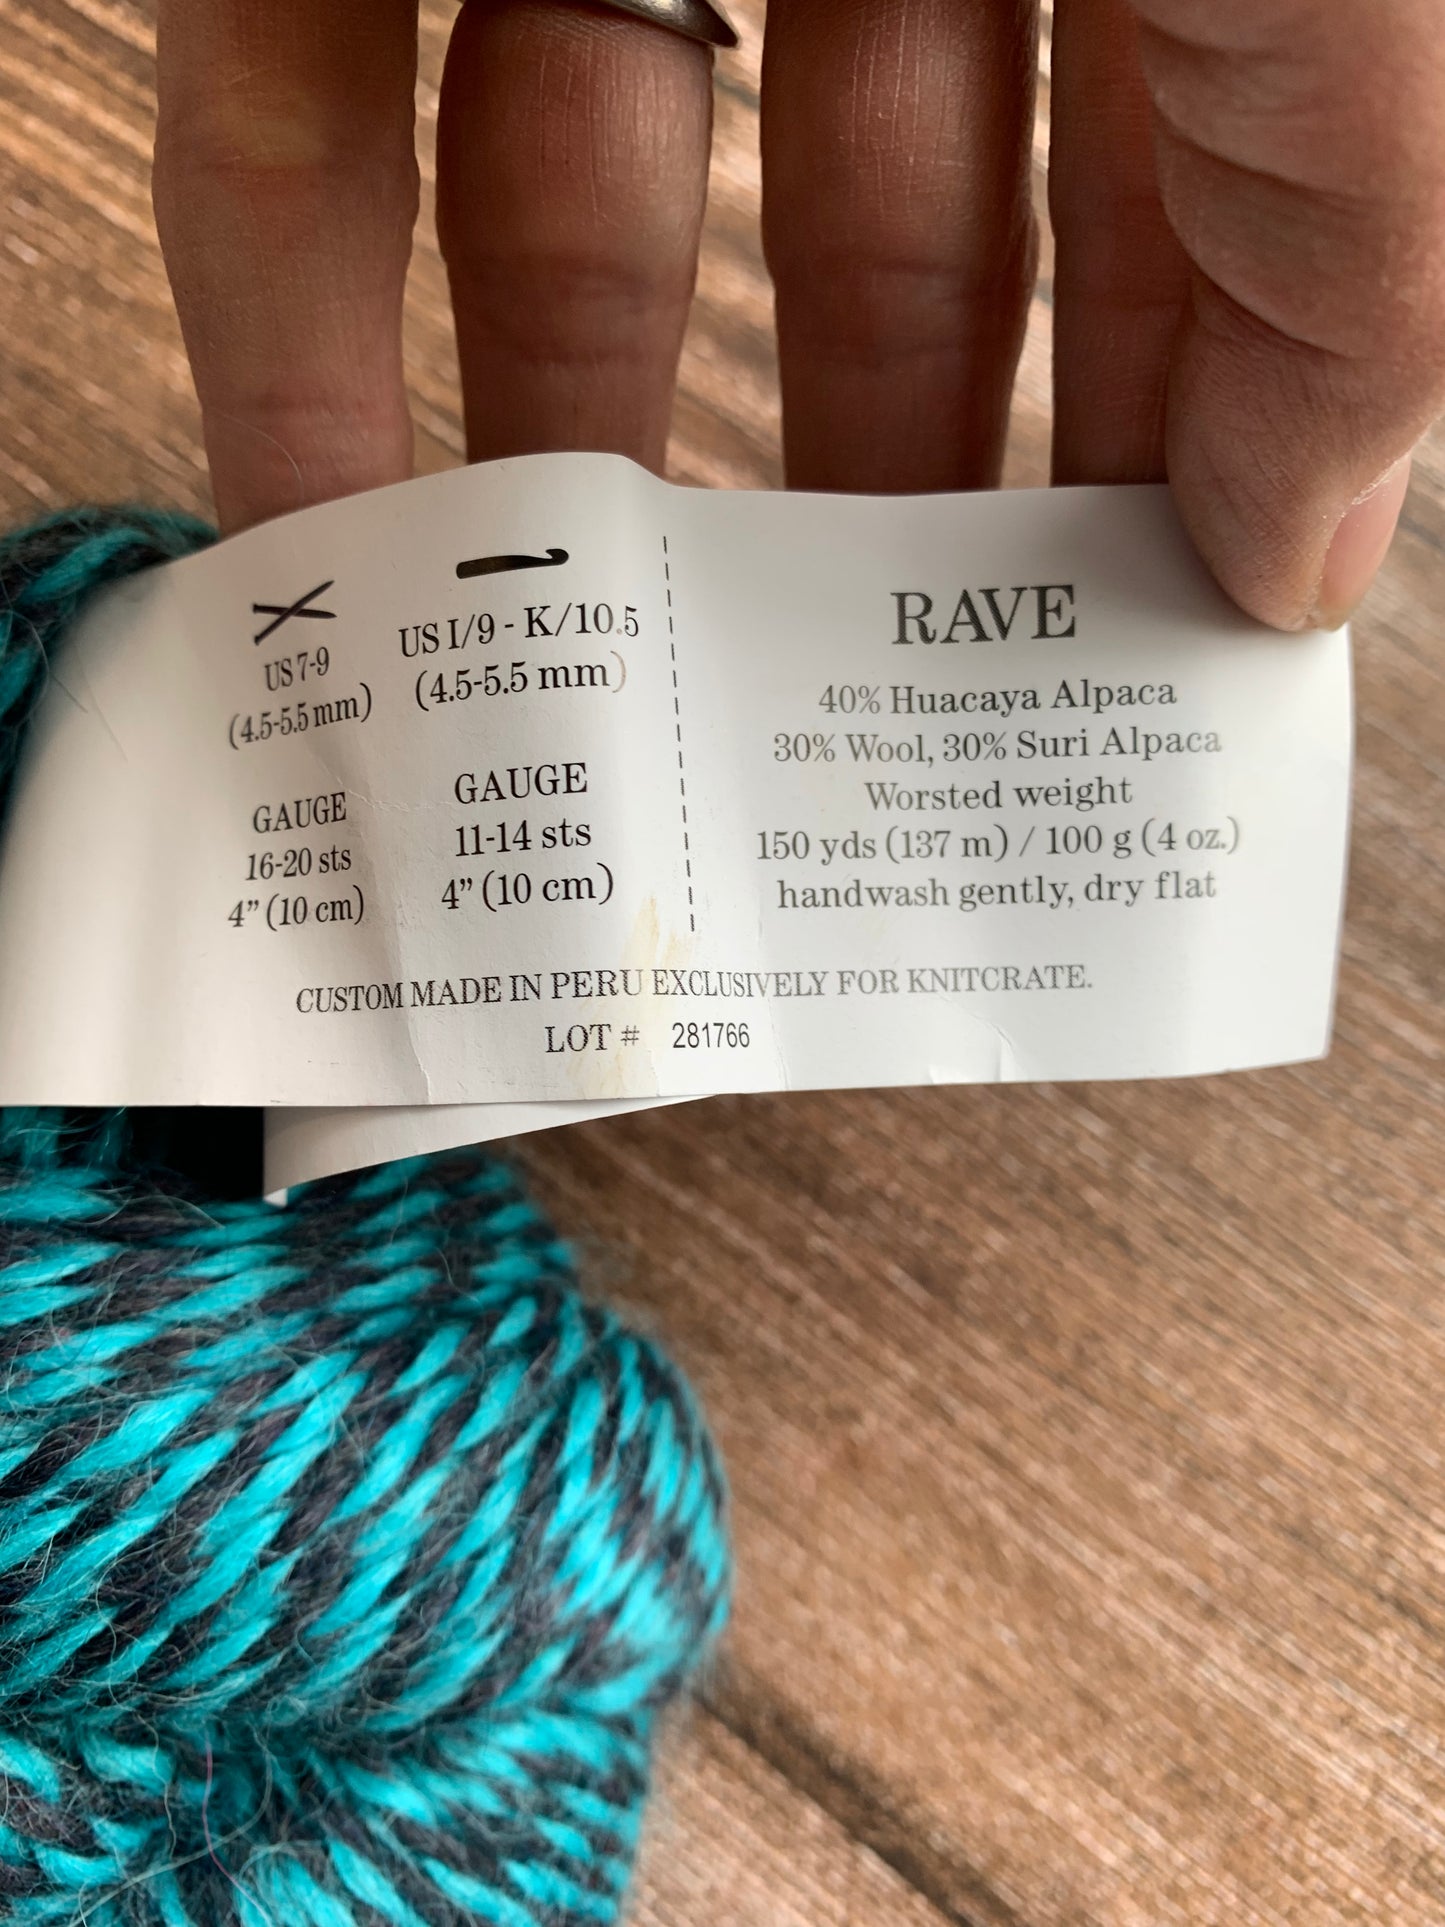 US 7-9
(4.5-5.5 mm)
GAUGE
16-20 sts
4” (10 cm)
US I/9 - K/10.5
(4.5-5.5 mm)
GAUGE
11-14 sts
4” (10 cm)
RAVE
40% Huacaya Alpaca
30% Wool, 30% Suri Alpaca
Worsted weight
150 yds (137 m) / 100 g (4 oz.)
handwash gently, dry flat
CUSTOM MADE IN PERU EXCLUSIVELY FOR KNITCRATE.
LOT # 281766